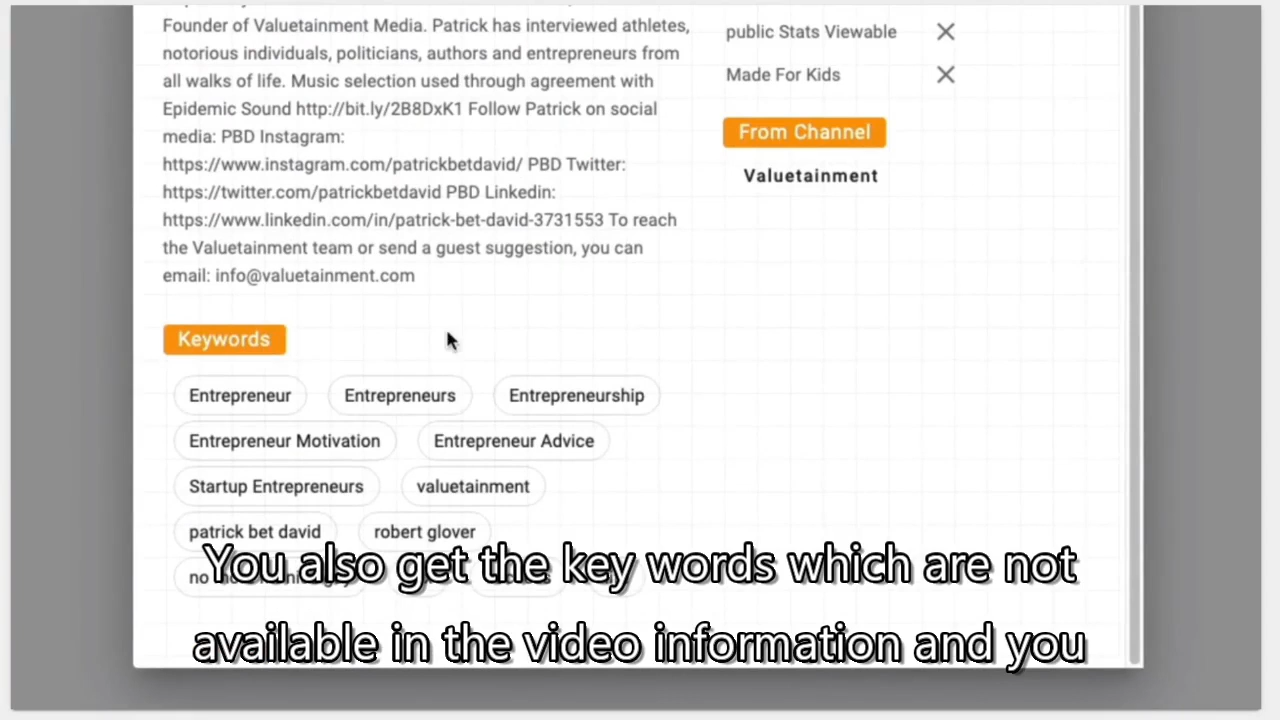 Founder of Valuetainment Media. Patrick has interviewed athletes,
notorious individuals, politicians, authors and entrepreneurs from
all walks of life. Music selection used through agreement with
Epidemic Sound http://bit.ly/2B8DxK1 Follow Patrick on social
media: PBD Instagram:
https://www.instagram.com/patrickbetdavid/ PBD Twitter:
https://twitter.com/patrickbetdavid PBD Linkedin:
https://www.linkedin.com/in/patrick-bet-david-3731553 To reach
the Valuetainment team or send a guest suggestion, you can
email: info@valuetainment.com
public Stats Viewable
Made For Kids
From Channel
Valuetainment
Keywords
Entrepreneur Entrepreneurs Entrepreneurship
Entrepreneur Motivation Entrepreneur Advice
Startup Entrepreneurs valuetainment
patrick bet david robert glover
You also get the key words which are not
available in the video information and you